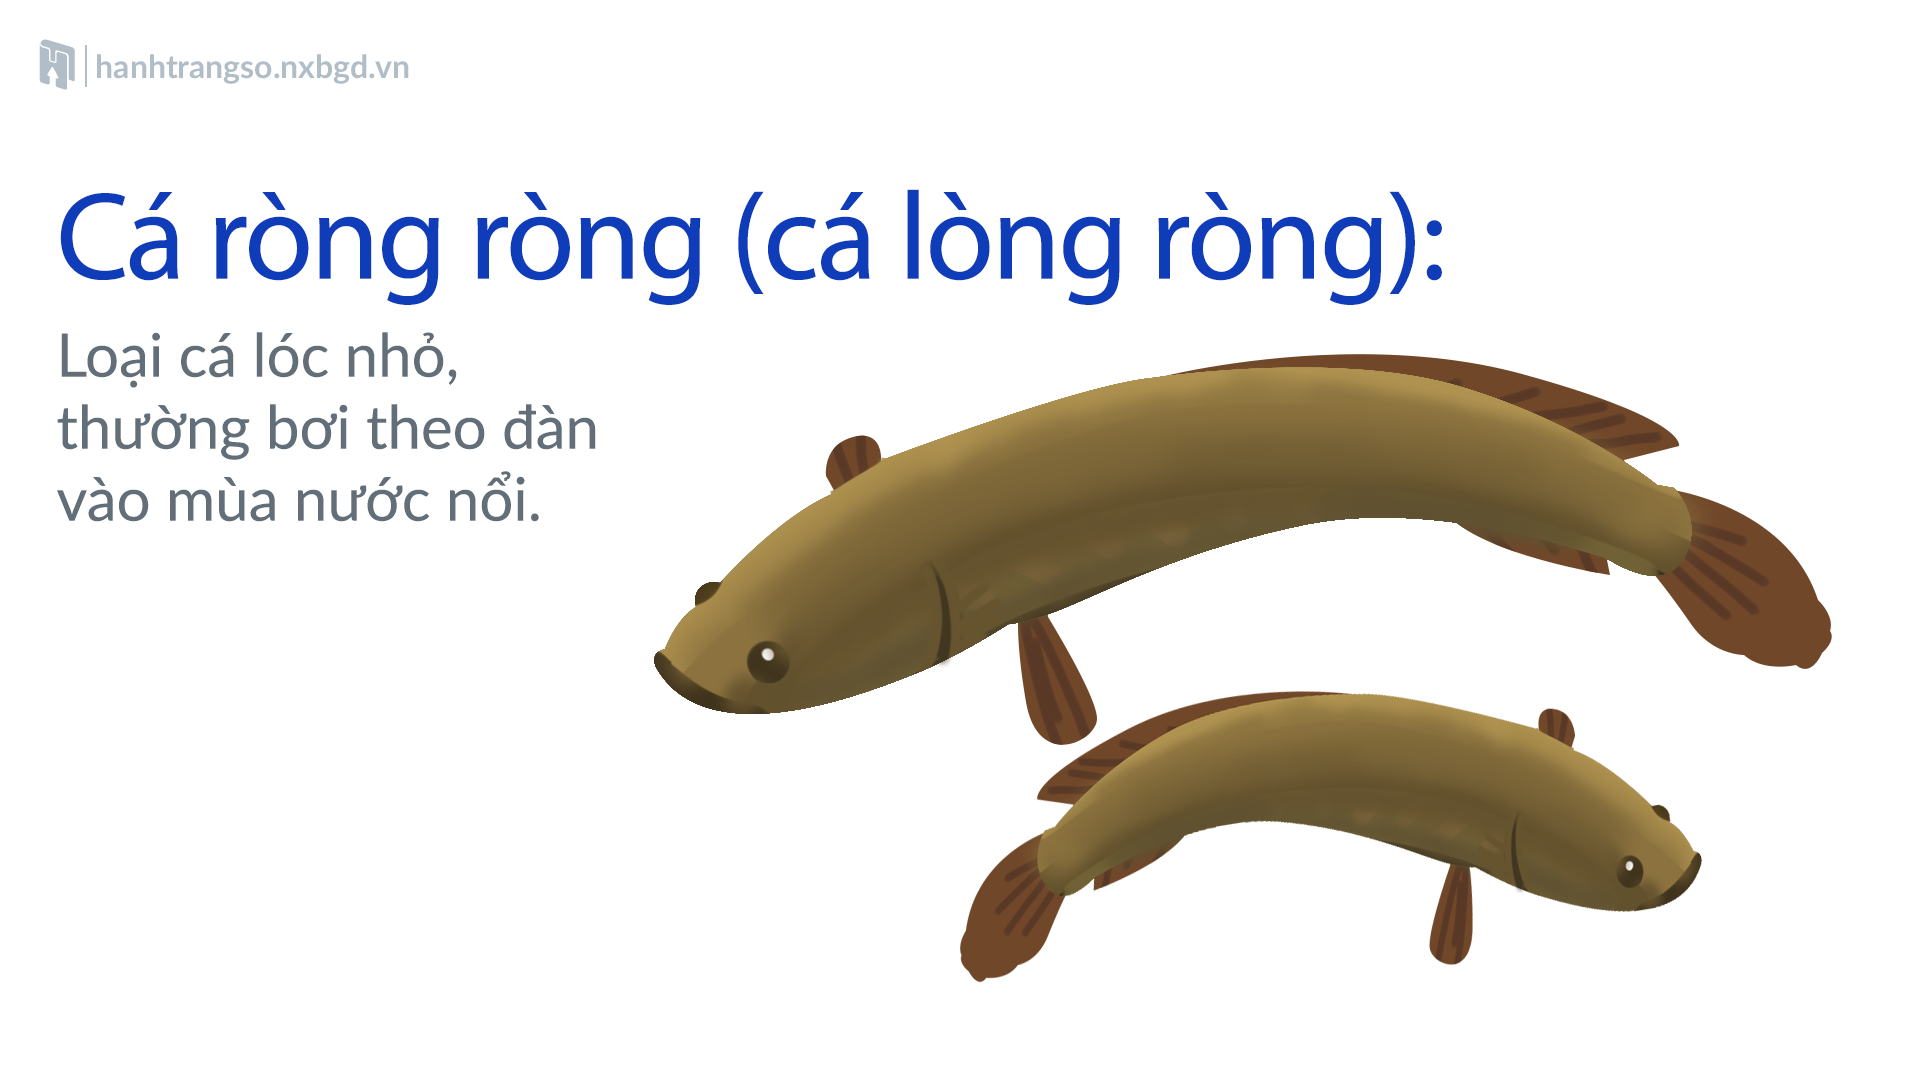 hanhtrangso.nxbgd.vn
Cá ròng ròng (cá lòng ròng):
Loại cá lóc nhỏ,
thường bơi theo đàn
vào mùa nước nổi.